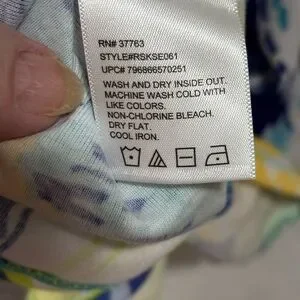 RN# 37763
STYLE#RSKSE061
UPC# 796866570251
WASH AND DRY INSIDE OUT.
MACHINE WASH COLD WITH
LIKE COLORS.
NON-CHLORINE BLEACH.
DRY FLAT.
COOL IRON.